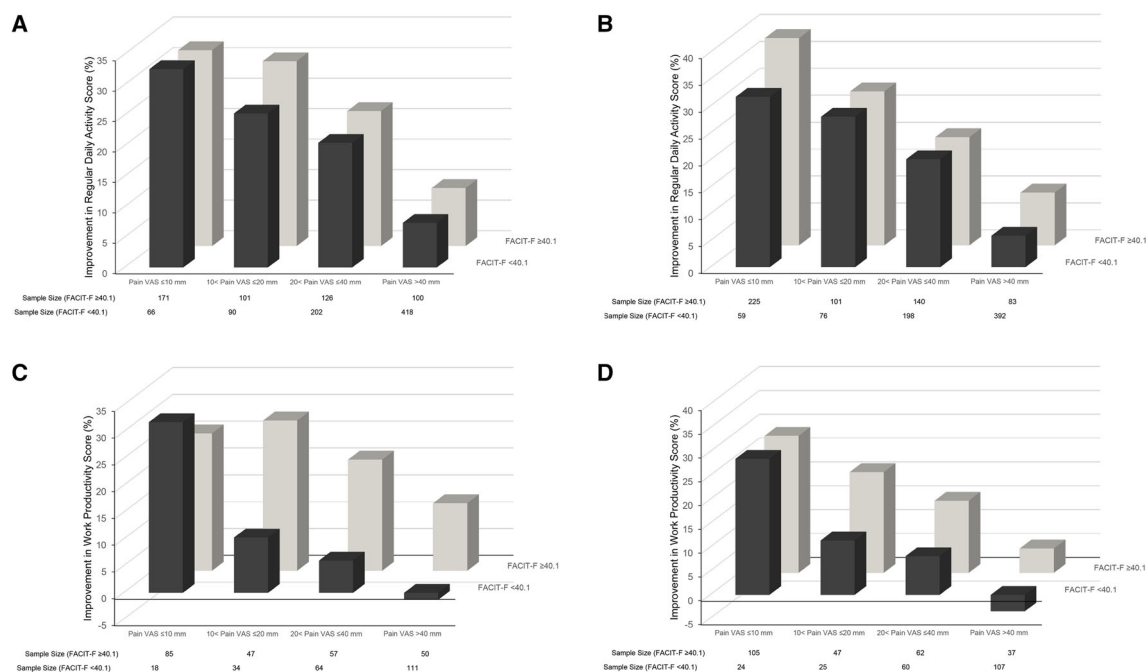 A
Improvement in Regular Daily Activity Score (%)
35
30
25
20
15
10
5
0
FACIT-F ≥40.1
FACIT-F <40.1
Pain VAS ≤10 mm 10< Pain VAS ≤20 mm 20< Pain VAS ≤40 mm Pain VAS >40 mm
Sample Size (FACIT-F ≥40.1) 171 101 126 100
Sample Size (FACIT-F <40.1) 66 90 202 418
B
Improvement in Regular Daily Activity Score (%)
40
35
30
25
20
15
10
5
0
FACIT-F ≥40.1
FACIT-F <40.1
Pain VAS ≤10 mm 10< Pain VAS ≤20 mm 20< Pain VAS ≤40 mm Pain VAS >40 mm
Sample Size (FACIT-F ≥40.1) 225 101 140 83
Sample Size (FACIT-F <40.1) 59 76 198 392
C
Improvement in Work Productivity Score (%)
35
30
25
20
15
10
5
0
-5
FACIT-F ≥40.1
FACIT-F <40.1
Pain VAS ≤10 mm 10< Pain VAS ≤20 mm 20< Pain VAS ≤40 mm Pain VAS >40 mm
Sample Size (FACIT-F ≥40.1) 85 47 57 50
Sample Size (FACIT-F <40.1) 18 34 64 111
D
Improvement in Work Productivity Score (%)
40
35
30
25
20
15
10
5
0
-5
FACIT-F ≥40.1
FACIT-F <40.1
Pain VAS ≤10 mm 10< Pain VAS ≤20 mm 20< Pain VAS ≤40 mm Pain VAS >40 mm
Sample Size (FACIT-F ≥40.1) 105 47 62 37
Sample Size (FACIT-F <40.1) 24 25 60 107